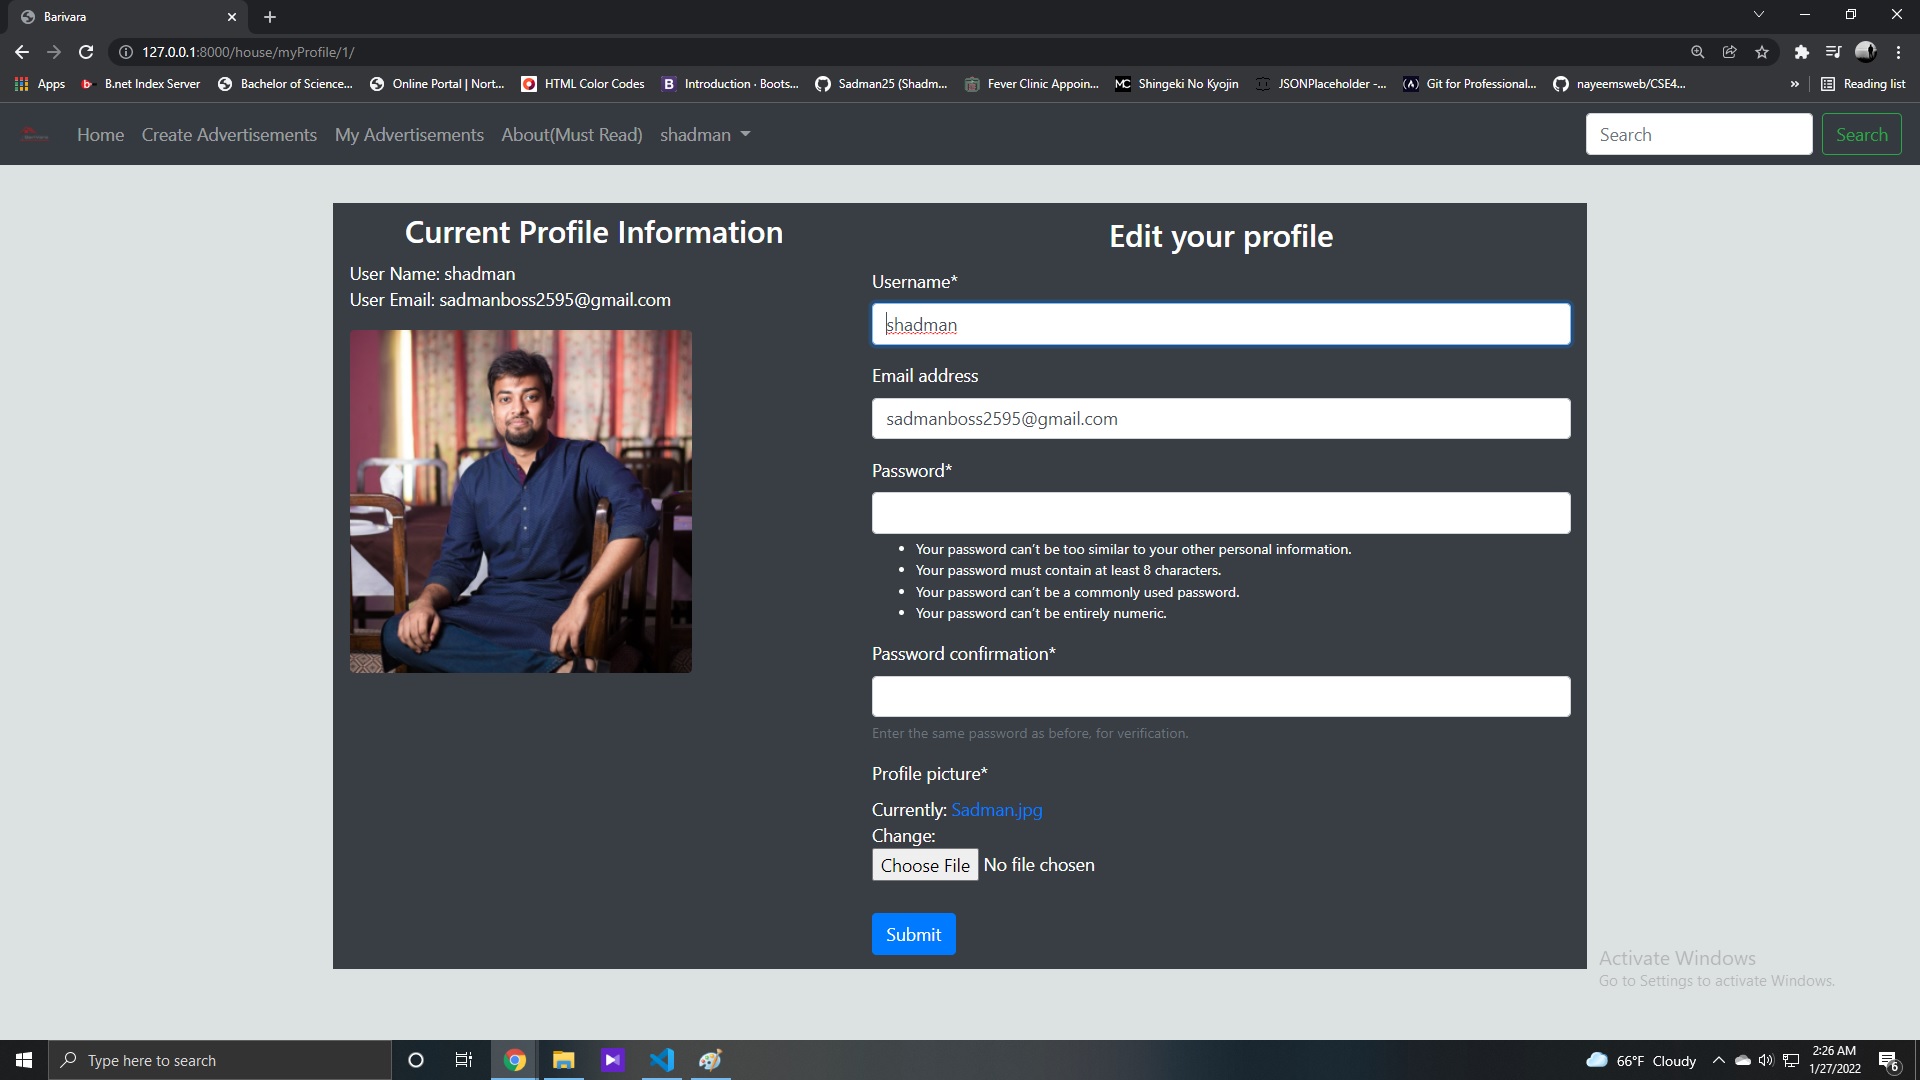 Barivara
127.0.0.1:8000/house/myProfile/1/
Apps
B.net Index Server
Bachelor of Science...
Online Portal | Nort...
HTML Color Codes
Introduction · Boots...
Sadman25 (Shadm...
Fever Clinic Appoin...
Shingeki No Kyojin
JSONPlaceholder -...
Git for Professional...
nayeemsweb/CSE4...
»
Reading list
Home
Create Advertisements
My Advertisements
About(Must Read)
shadman
Search
Search
Current Profile Information
User Name: shadman
User Email: sadmanboss2595@gmail.com
Edit your profile
Username*
shadman
Email address
sadmanboss2595@gmail.com
Password*
• Your password can't be too similar to your other personal information.
• Your password must contain at least 8 characters.
• Your password can't be a commonly used password.
• Your password can't be entirely numeric.
Password confirmation*
Enter the same password as before, for verification.
Profile picture*
Currently: Sadman.jpg
Change:
Choose File No file chosen
Submit
Activate Windows
Go to Settings to activate Windows.
Type here to search
66°F Cloudy
2:26 AM
1/27/2022
6